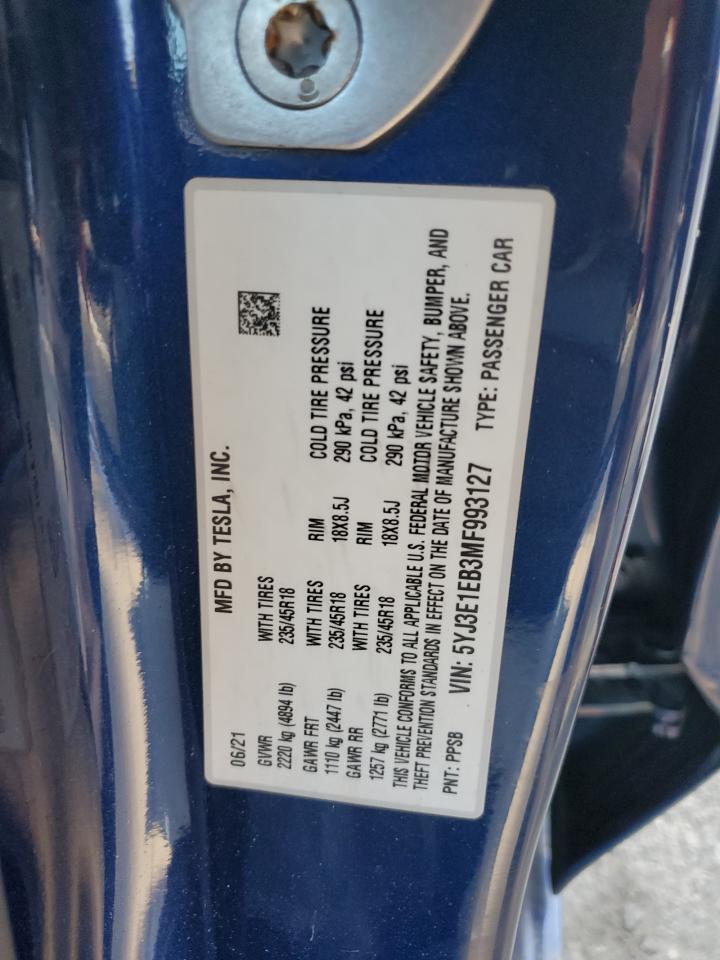 MFD BY TESLA, INC.
06/21
GVWR WITH TIRES
2220 kg (4894 lb) 235/45R18
GAWR FRT WITH TIRES RIM COLD TIRE PRESSURE
1110 kg (2447 lb) 235/45R18 18X8.5J 290 kPa, 42 psi
GAWR RR WITH TIRES RIM COLD TIRE PRESSURE
1257 kg (2771 lb) 235/45R18 18X8.5J 290 kPa, 42 psi
THIS VEHICLE CONFORMS TO ALL APPLICABLE U.S. FEDERAL MOTOR VEHICLE SAFETY, BUMPER, AND
THEFT PREVENTION STANDARDS IN EFFECT ON THE DATE OF MANUFACTURE SHOWN ABOVE.
PNT: PPSB VIN: 5YJ3E1EB3MF993127 TYPE: PASSENGER CAR